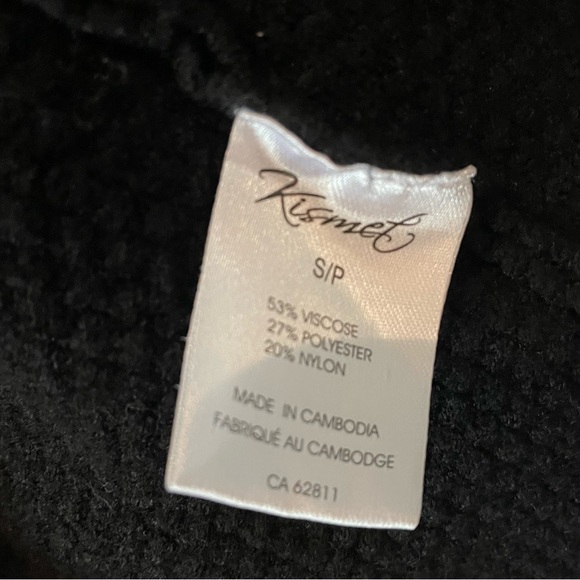 Kismet
S/P
53% VISCOSE
27% POLYESTER
20% NYLON
MADE IN CAMBODIA
FABRIQUÉ AU CAMBODGE
CA 62811